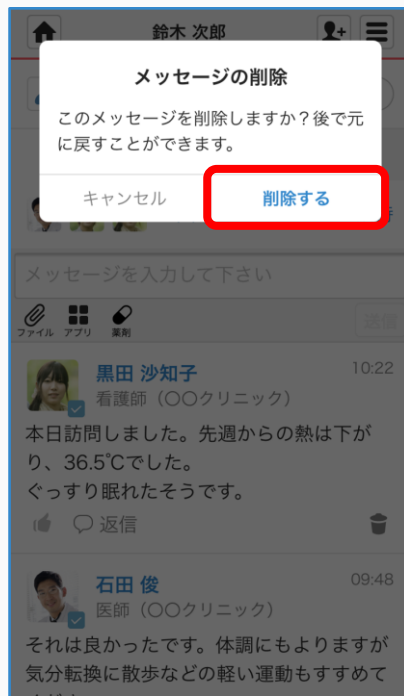 鈴木 次郎
メッセージの削除
このメッセージを削除しますか？後で元
に戻すことができます。
キャンセル
削除する
メッセージを入力して下さい
ファイル
アプリ
薬剤
送信
黒田 沙知子
10:22
看護師（〇〇クリニック）
本日訪問しました。先週からの熱は下が
り、36.5℃でした。
ぐっすり眠れたそうです。
返信
石田 俊
09:48
医師（〇〇クリニック）
それは良かったです。体調にもよりますが
気分転換に散歩などの軽い運動もすすめて